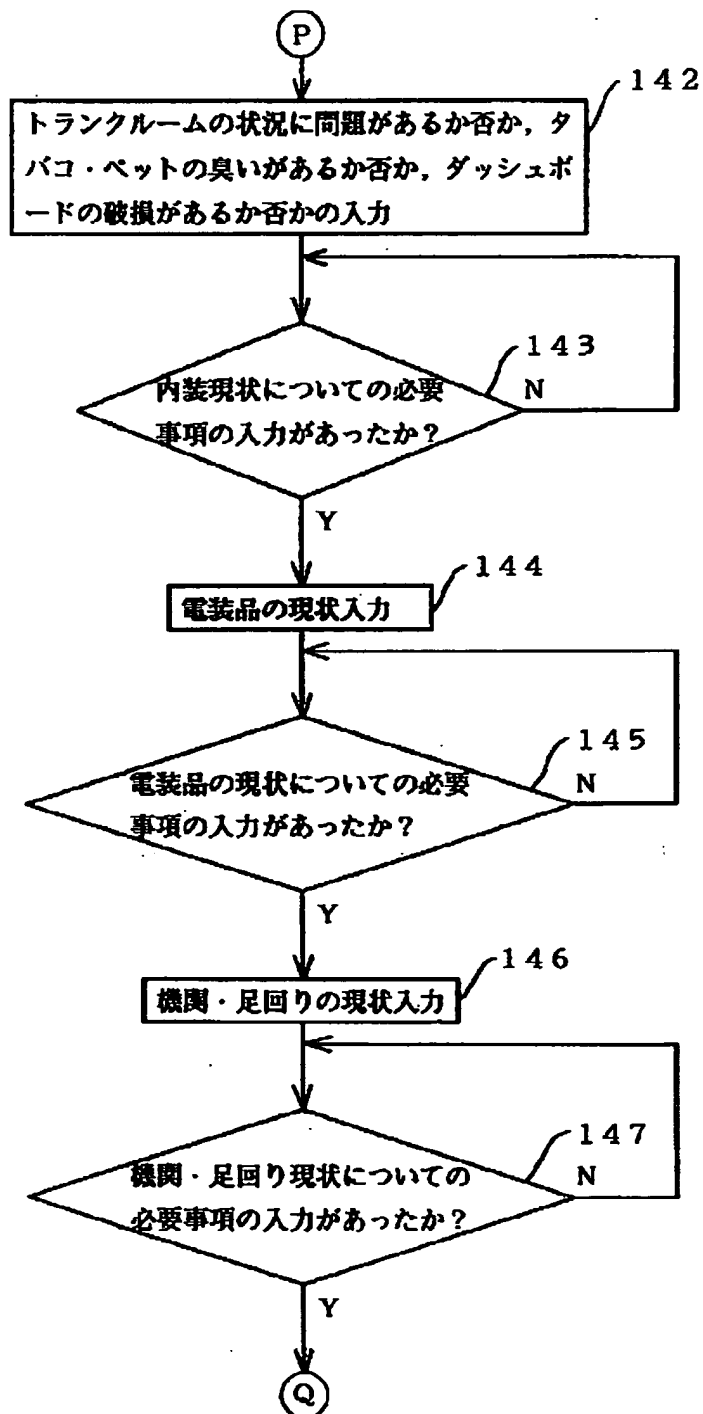 P
142
トランクルームの状況に問題があるか否か，タ
バコ・ペットの臭いがあるか否か，ダッシュボ
ードの破損があるか否かの入力
143
内装現状についての必要
事項の入力があったか？
N
Y
144
電装品の現状入力
145
電装品の現状についての必要
事項の入力があったか？
N
Y
146
機関・足回りの現状入力
147
機関・足回り現状についての
必要事項の入力があったか？
N
Y
Q